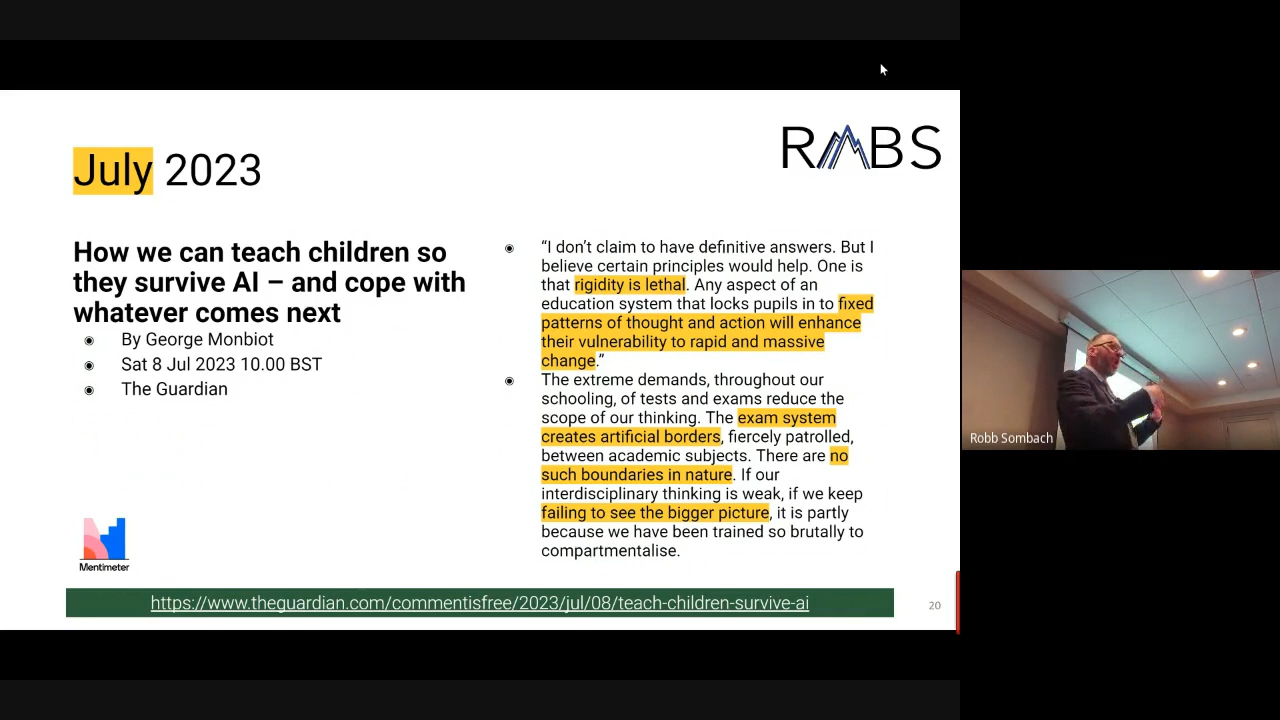 RMBS
July 2023
How we can teach children so
they survive AI – and cope with
whatever comes next
◉ By George Monbiot
◉ Sat 8 Jul 2023 10.00 BST
◉ The Guardian
◉ “I don’t claim to have definitive answers. But I
believe certain principles would help. One is
that rigidity is lethal. Any aspect of an
education system that locks pupils in to fixed
patterns of thought and action will enhance
their vulnerability to rapid and massive
change.”
◉ The extreme demands, throughout our
schooling, of tests and exams reduce the
scope of our thinking. The exam system
creates artificial borders, fiercely patrolled,
between academic subjects. There are no
such boundaries in nature. If our
interdisciplinary thinking is weak, if we keep
failing to see the bigger picture, it is partly
because we have been trained so brutally to
compartmentalise.
Mentimeter
https://www.theguardian.com/commentisfree/2023/jul/08/teach-children-survive-ai
20
Robb Sombach